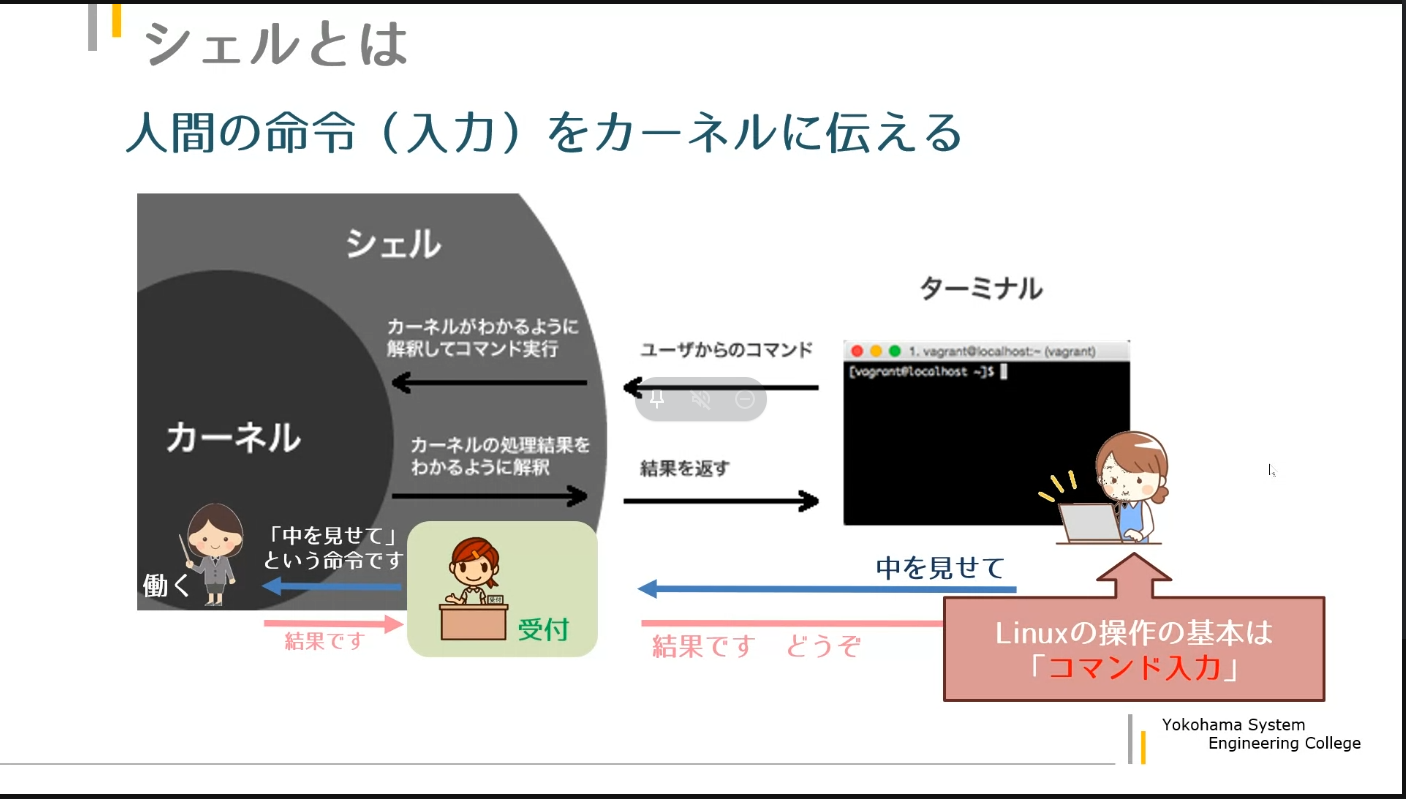 シェルとは
人間の命令（入力）をカーネルに伝える
シェル
カーネルがわかるように
解釈してコマンド実行
カーネル
カーネルの処理結果を
わかるように解釈
ユーザからのコマンド
結果を返す
ターミナル
1. vagrant@localhost:~ (vagrant)
[vagrant@localhost ~]$
「中を見せて」
という命令です
働く
結果です
受付
中を見せて
結果です　どうぞ
Linuxの操作の基本は
「コマンド入力」
Yokohama System
Engineering College